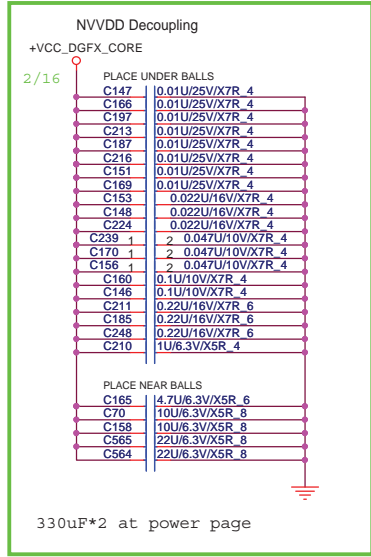 NVVDD Decoupling
+VCC_DGFX_CORE
2/16
PLACE UNDER BALLS
C147 0.01U/25V/X7R_4
C166 0.01U/25V/X7R_4
C197 0.01U/25V/X7R_4
C213 0.01U/25V/X7R_4
C187 0.01U/25V/X7R_4
C216 0.01U/25V/X7R_4
C151 0.01U/25V/X7R_4
C169 0.01U/25V/X7R_4
C153 0.022U/16V/X7R_4
C148 0.022U/16V/X7R_4
C224 0.022U/16V/X7R_4
C239 1 2 0.047U/10V/X7R_4
C170 1 2 0.047U/10V/X7R_4
C156 1 2 0.047U/10V/X7R_4
C160 0.1U/10V/X7R_4
C146 0.1U/10V/X7R_4
C211 0.22U/16V/X7R_6
C185 0.22U/16V/X7R_6
C248 0.22U/16V/X7R_6
C210 1U/6.3V/X5R_4
PLACE NEAR BALLS
C165 4.7U/6.3V/X5R_6
C70 10U/6.3V/X5R_8
C158 10U/6.3V/X5R_8
C565 22U/6.3V/X5R_8
C564 22U/6.3V/X5R_8
330uF*2 at power page